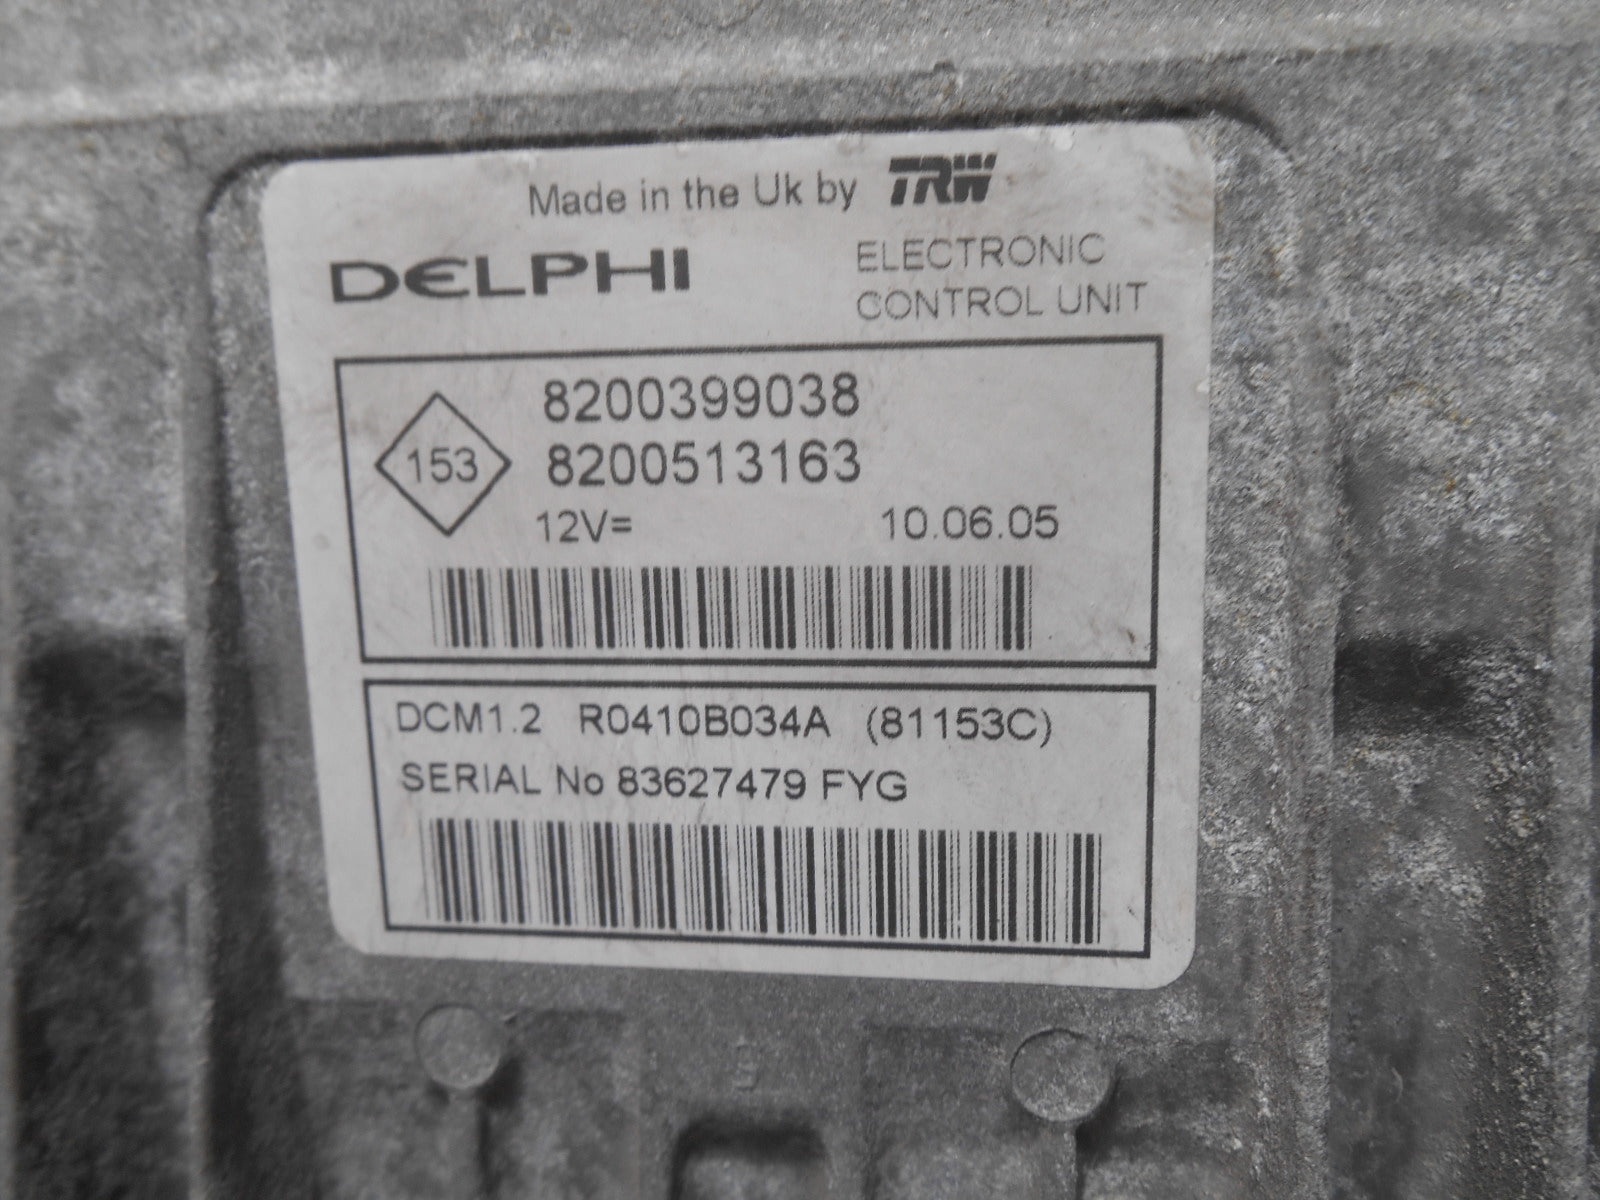 Made in the Uk by TRW
DELPHI
ELECTRONIC
CONTROL UNIT
8200399038
153
8200513163
12V=
10.06.05
DCM1.2 R0410B034A (81153C)
SERIAL No 83627479 FYG